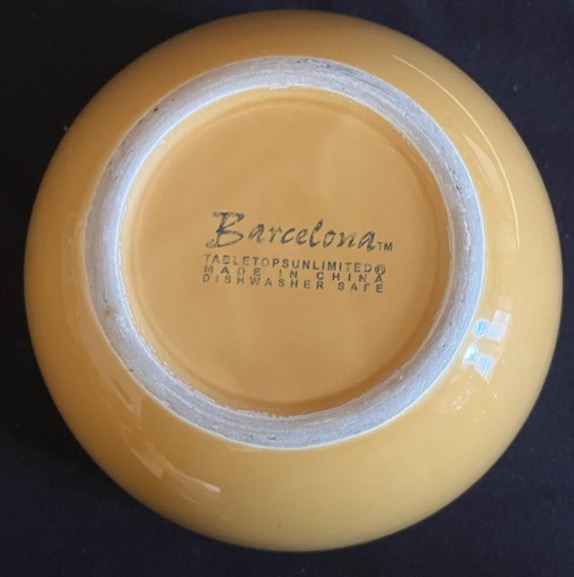 Barcelona™
TABLETOPSUNLIMITED®
MADE IN CHINA
DISHWASHER SAFE